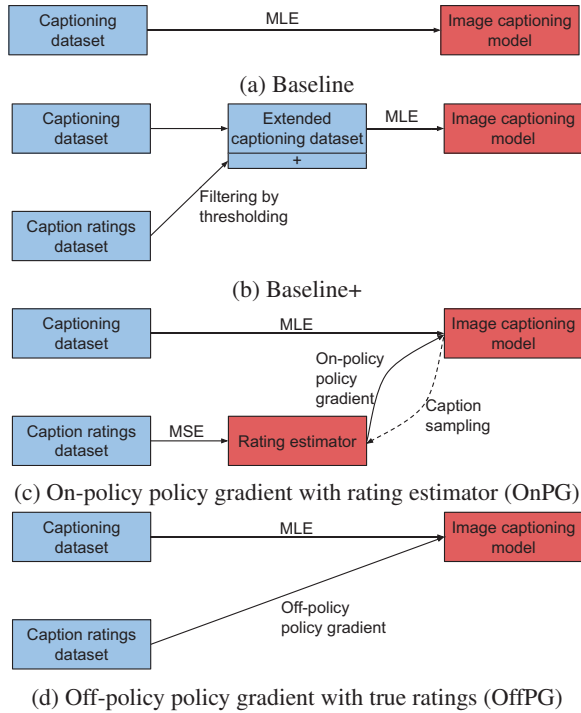 Captioning
dataset
MLE
Image captioning
model
(a) Baseline
Captioning
dataset
Extended
captioning dataset
+
MLE
Image captioning
model
Filtering by
thresholding
Caption ratings
dataset
(b) Baseline+
Captioning
dataset
MLE
Image captioning
model
On-policy
policy
gradient
Caption
sampling
Caption ratings
dataset
MSE
Rating estimator
(c) On-policy policy gradient with rating estimator (OnPG)
Captioning
dataset
MLE
Image captioning
model
Off-policy
policy gradient
Caption ratings
dataset
(d) Off-policy policy gradient with true ratings (OffPG)